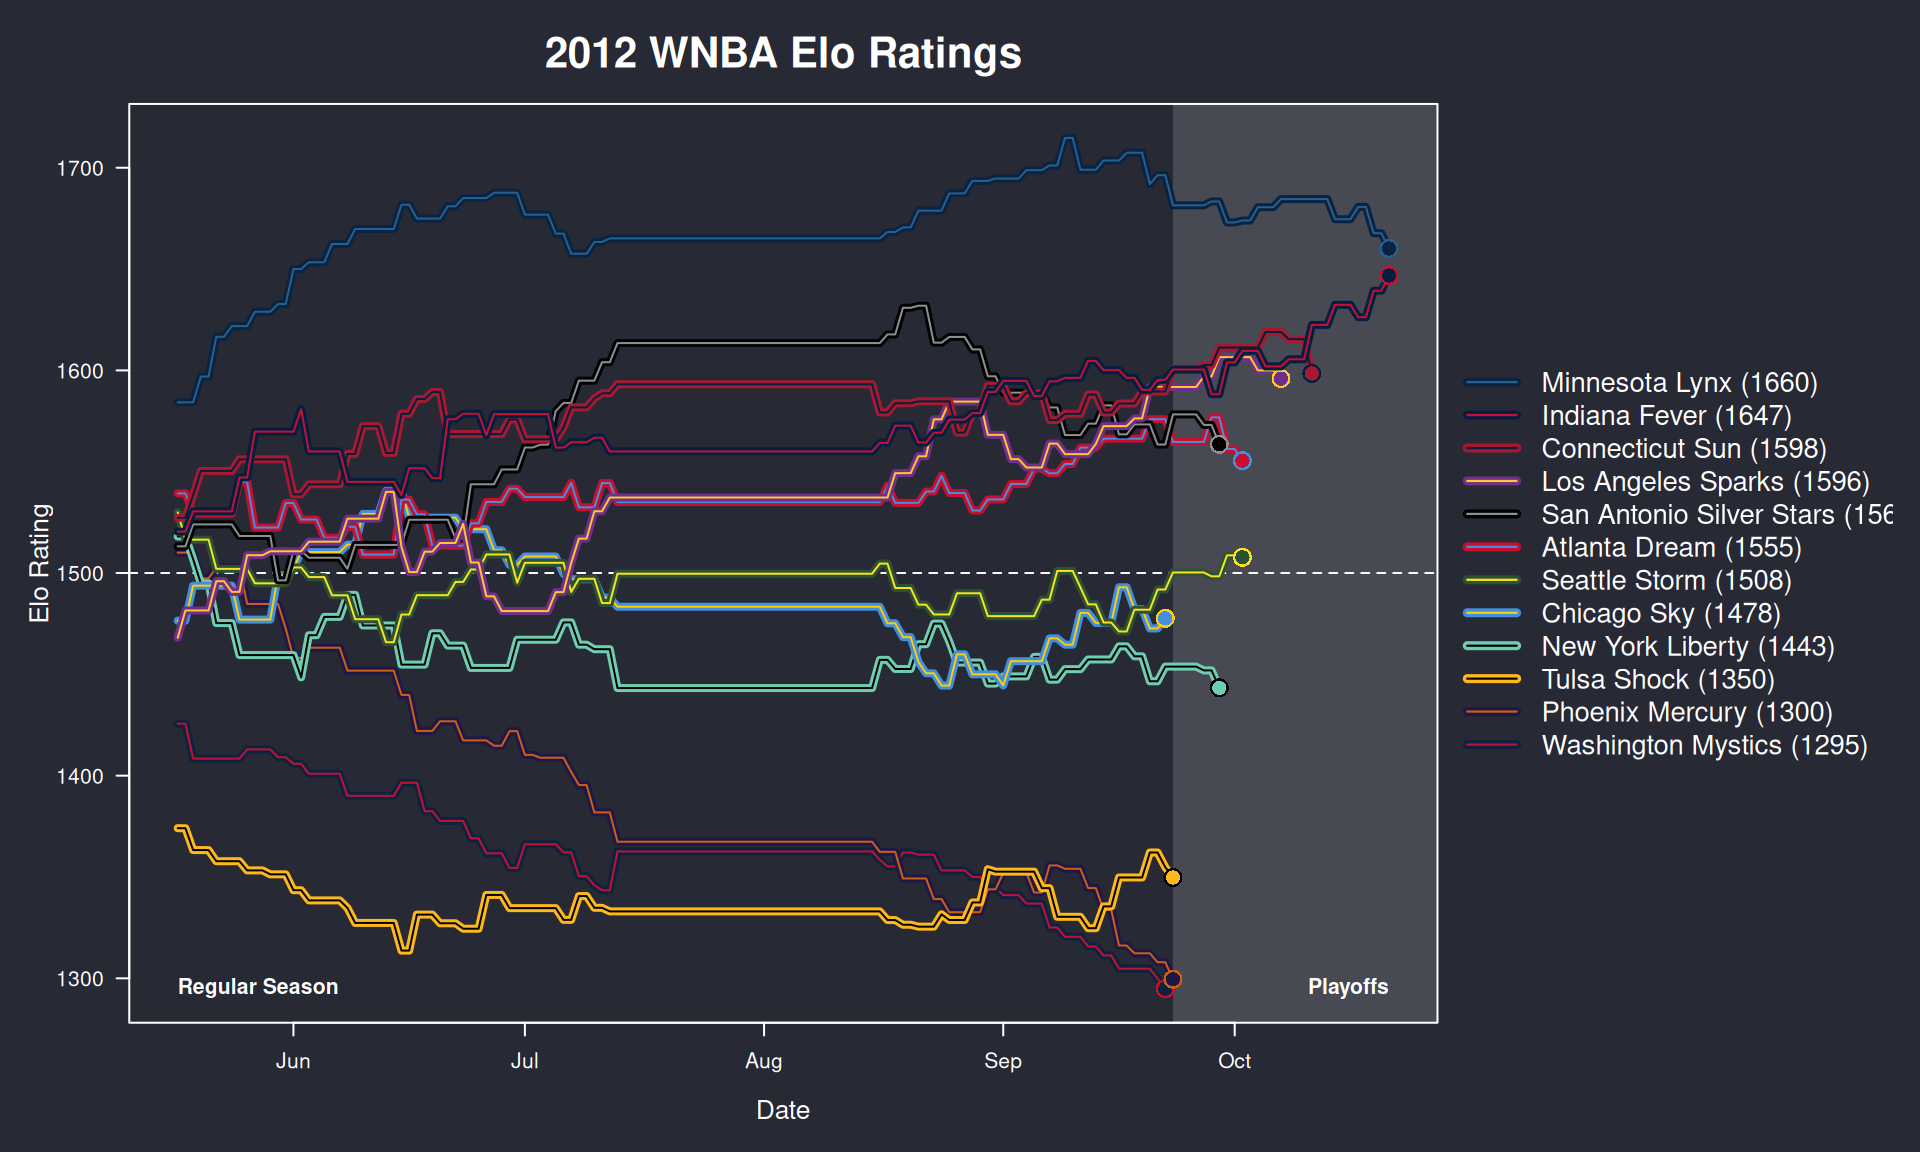 2012 WNBA Elo Ratings
1700
1600
1500
1400
1300
Elo Rating
Regular Season
Playoffs
Jun
Jul
Aug
Sep
Oct
Date
Minnesota Lynx (1660)
Indiana Fever (1647)
Connecticut Sun (1598)
Los Angeles Sparks (1596)
San Antonio Silver Stars (156
Atlanta Dream (1555)
Seattle Storm (1508)
Chicago Sky (1478)
New York Liberty (1443)
Tulsa Shock (1350)
Phoenix Mercury (1300)
Washington Mystics (1295)